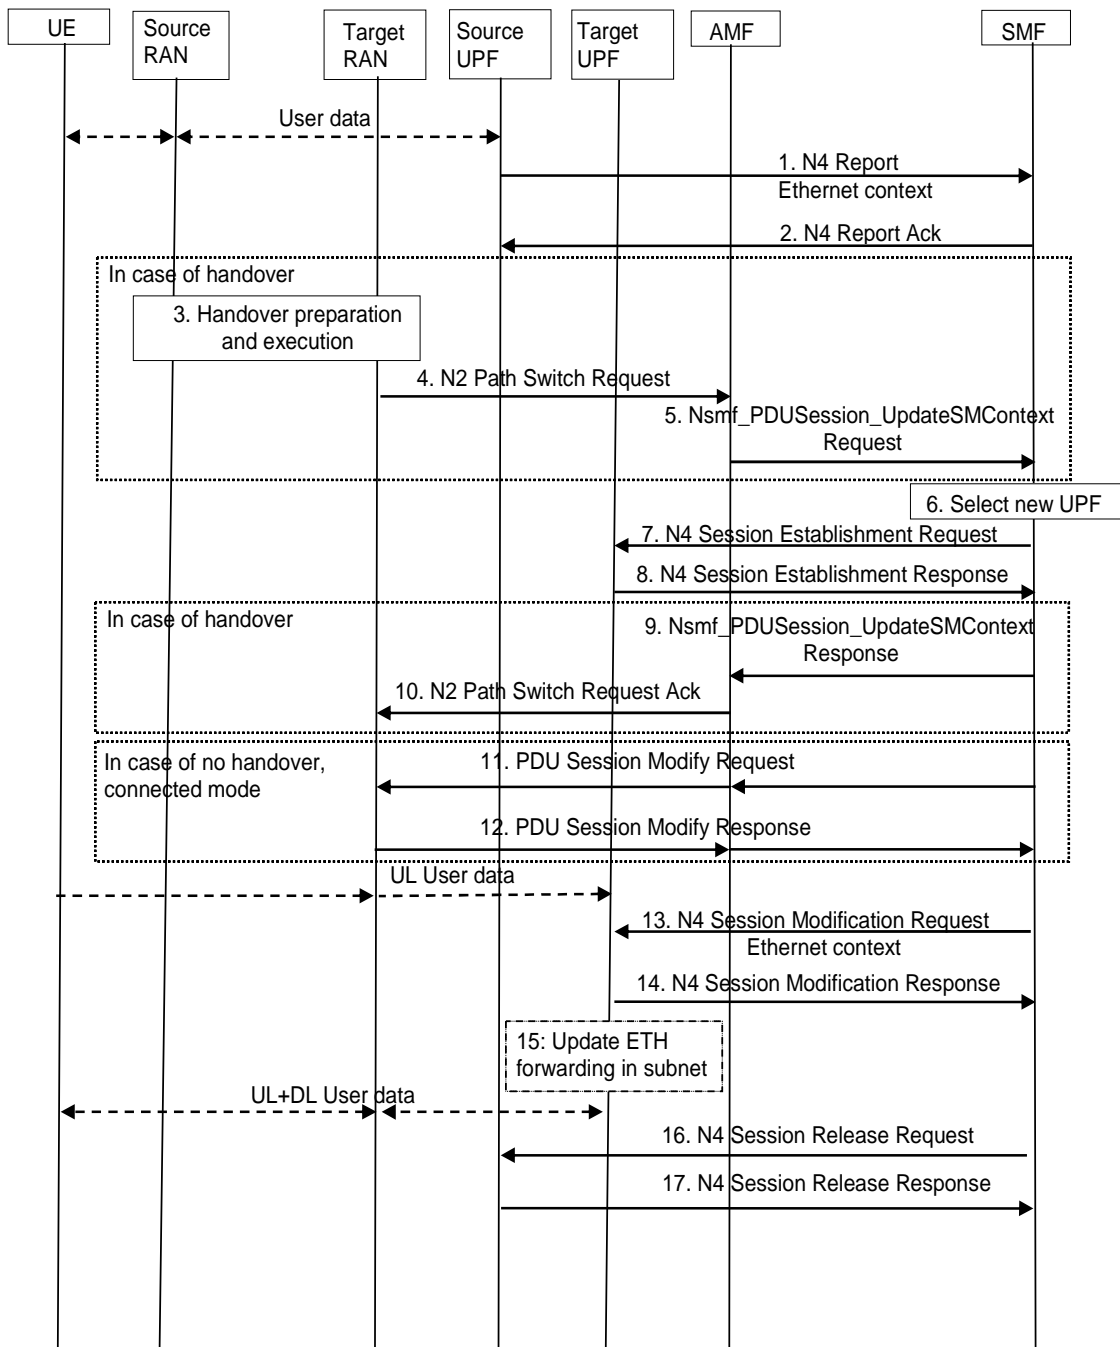 UE
Source
RAN
Target
RAN
Source
UPF
Target
UPF
AMF
SMF
User data
1. N4 Report
Ethernet context
2. N4 Report Ack
In case of handover
3. Handover preparation
and execution
4. N2 Path Switch Request
5. Nsmf_PDUSession_UpdateSMContext
Request
6. Select new UPF
7. N4 Session Establishment Request
8. N4 Session Establishment Response
In case of handover
9. Nsmf_PDUSession_UpdateSMContext
Response
10. N2 Path Switch Request Ack
In case of no handover,
connected mode
11. PDU Session Modify Request
12. PDU Session Modify Response
UL User data
13. N4 Session Modification Request
Ethernet context
14. N4 Session Modification Response
15: Update ETH
forwarding in subnet
UL+DL User data
16. N4 Session Release Request
17. N4 Session Release Response